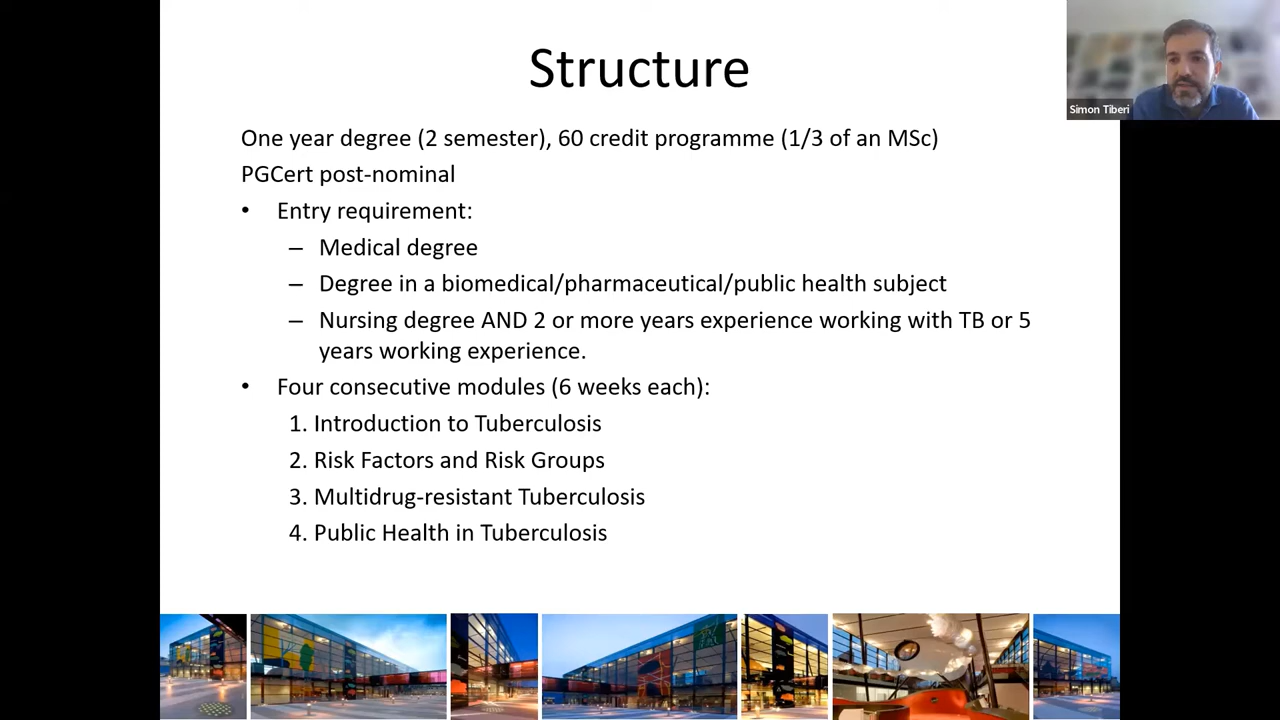 Structure
Simon Tiberi
One year degree (2 semester), 60 credit programme (1/3 of an MSc)
PGCert post-nominal
• Entry requirement:
– Medical degree
– Degree in a biomedical/pharmaceutical/public health subject
– Nursing degree AND 2 or more years experience working with TB or 5
years working experience.
• Four consecutive modules (6 weeks each):
1. Introduction to Tuberculosis
2. Risk Factors and Risk Groups
3. Multidrug-resistant Tuberculosis
4. Public Health in Tuberculosis